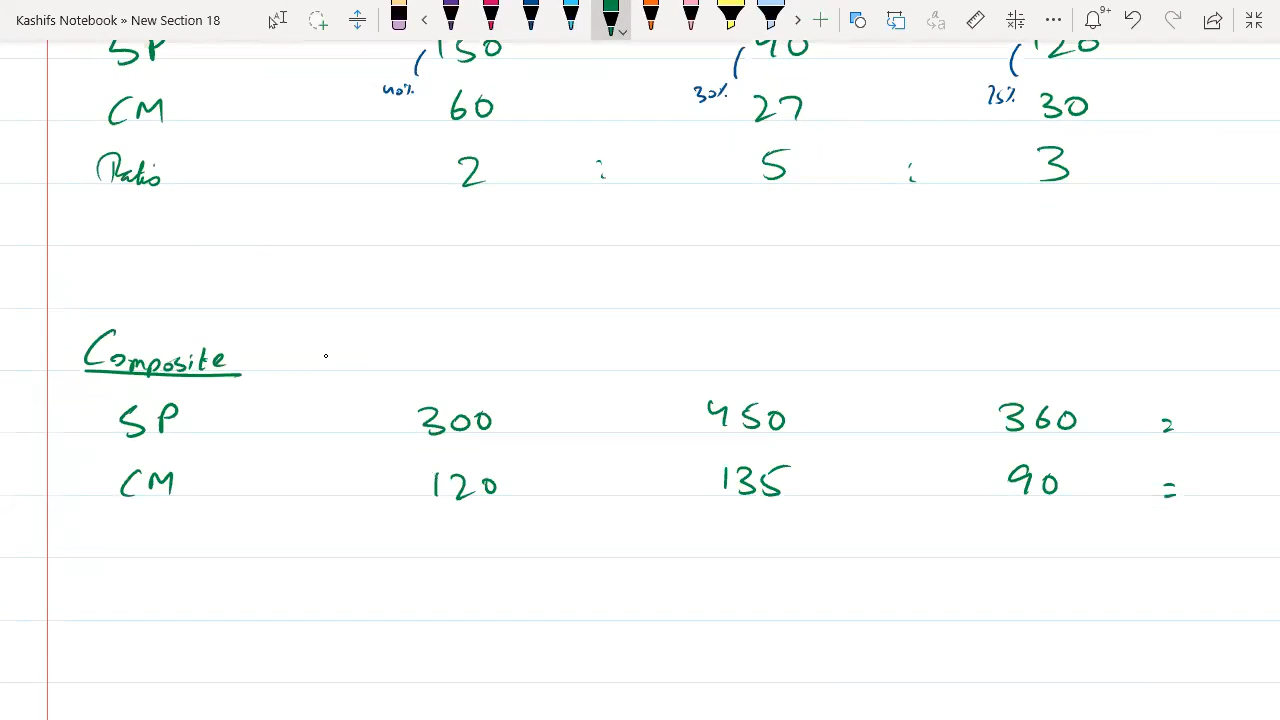 Kashifs Notebook » New Section 18
9+
SP 150 90 120
40% 30% 25%
CM 60 27 30
Ratio 2 : 5 : 3
Composite
SP 300 450 360 =
CM 120 135 90 =